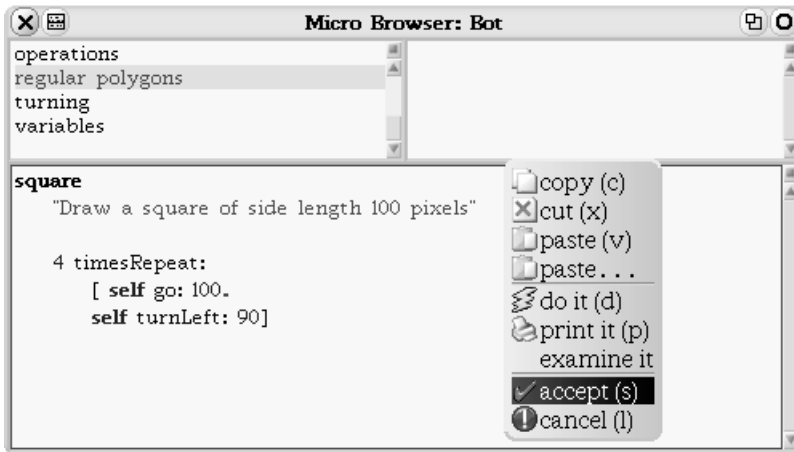 Micro Browser: Bot
operations
regular polygons
turning
variables
square
"Draw a square of side length 100 pixels"
4 timesRepeat:
[ self go: 100.
self turnLeft: 90]
copy (c)
cut (x)
paste (v)
paste...
do it (d)
print it (p)
examine it
accept (s)
cancel (l)